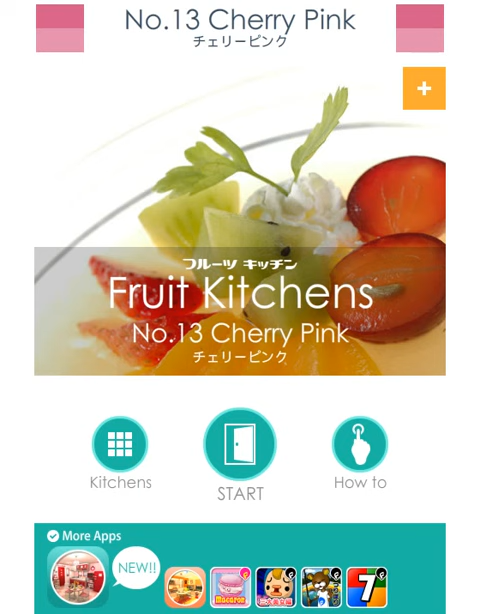 No.13 Cherry Pink
チェリーピンク
+
フルーツ キッチン
Fruit Kitchens
No.13 Cherry Pink
チェリーピンク
Kitchens
START
How to
More Apps
NEW!!
Macaron
7